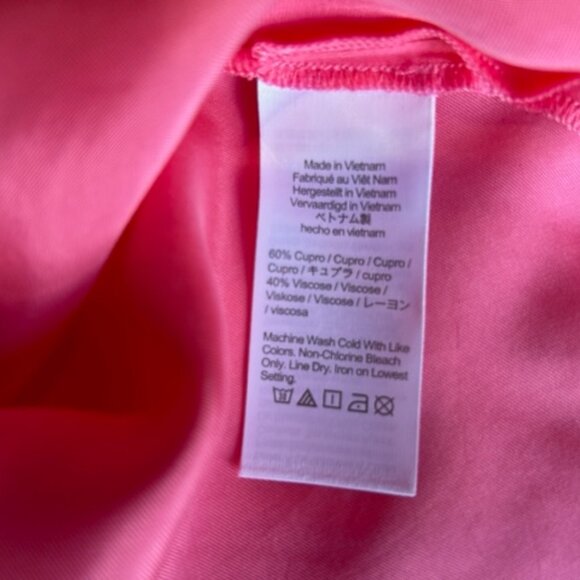 Made in Vietnam
Fabriqué au Việt Nam
Hergestellt in Vietnam
Vervaardigd in Vietnam
ベトナム製
hecho en vietnam
60% Cupro / Cupro / Cupro /
Cupro / キュプラ / cupro
40% Viscose / Viscose /
Viskose / Viscose / レーヨン
/ viscosa
Machine Wash Cold With Like
Colors. Non-Chlorine Bleach
Only. Line Dry. Iron on Lowest
Setting.